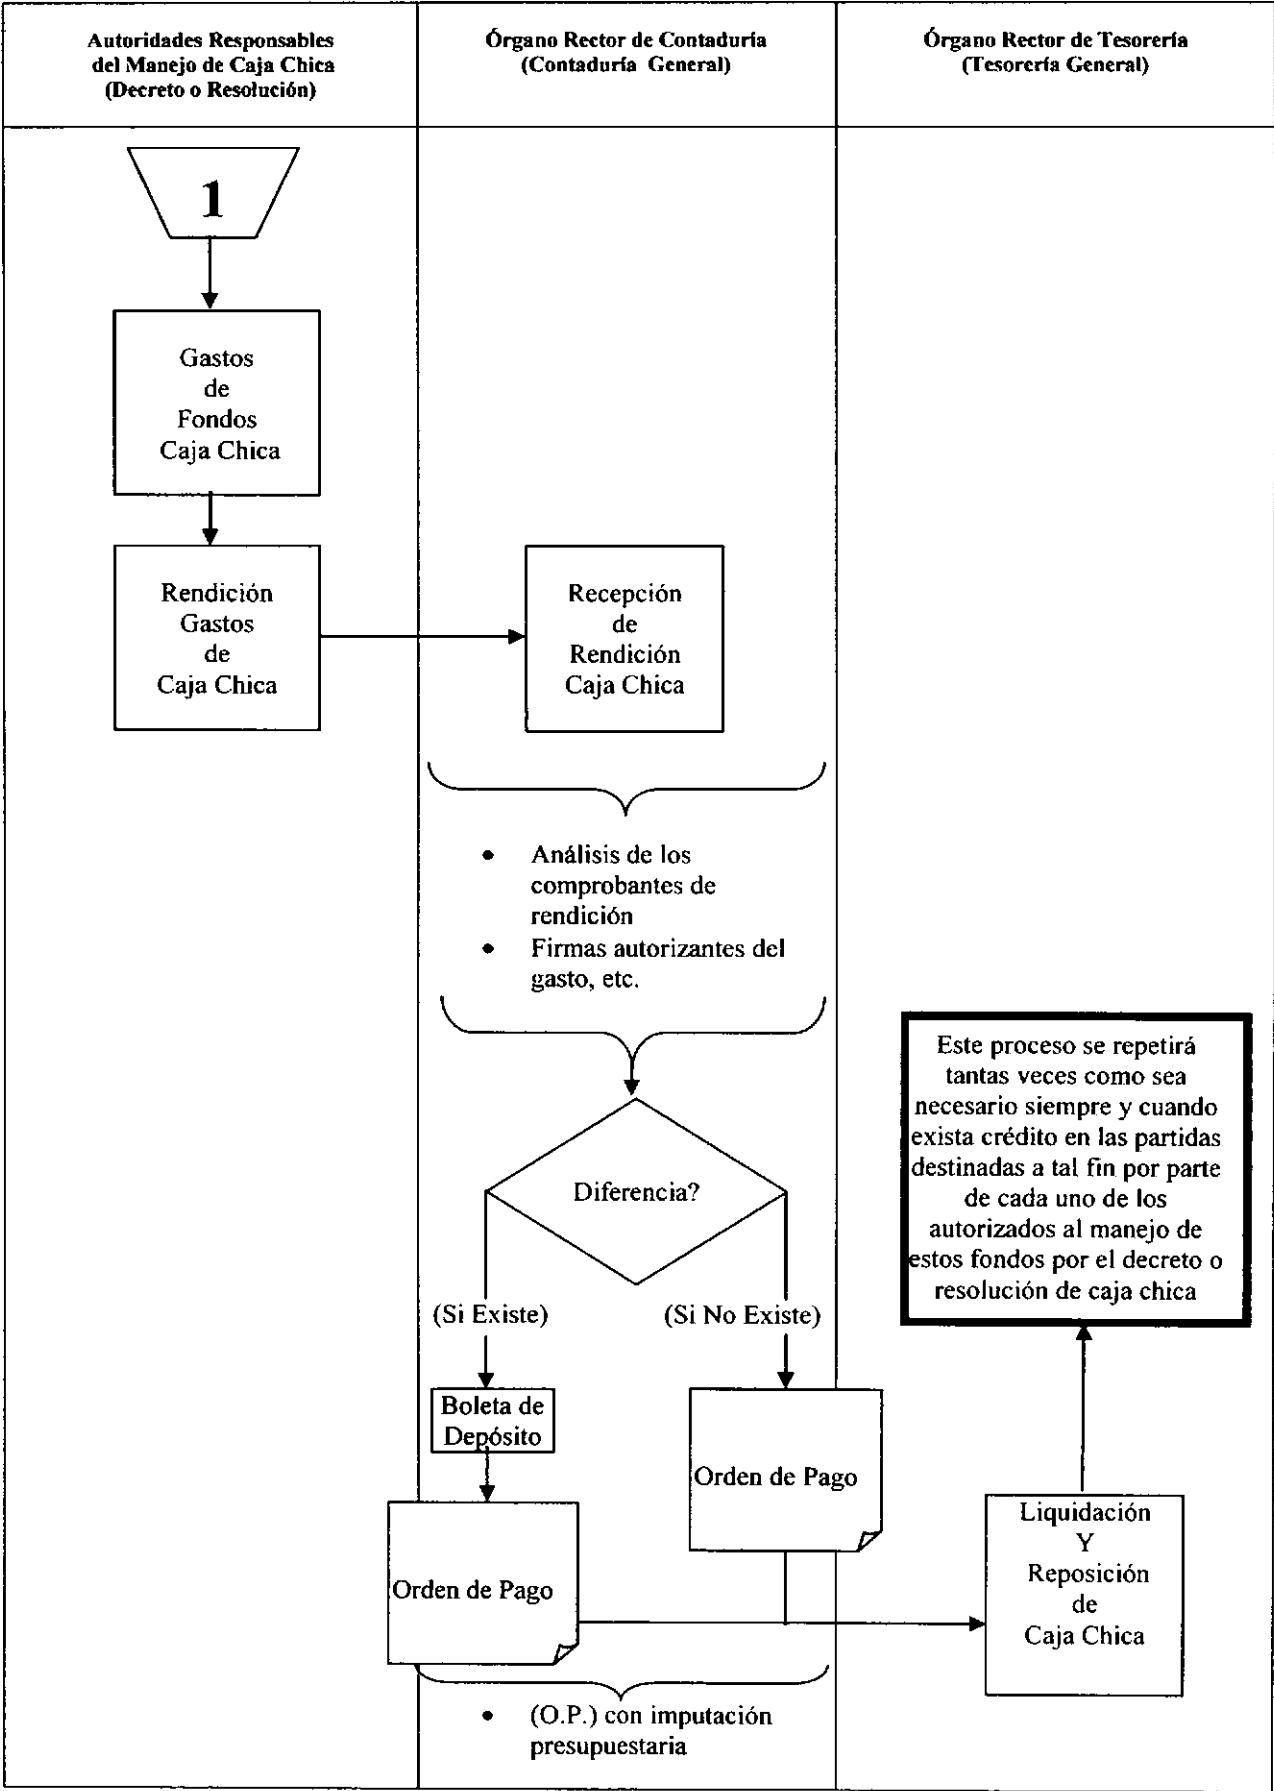 Autoridades Responsables
del Manejo de Caja Chica
(Decreto o Resolución)
Órgano Rector de Contaduría
(Contaduría General)
Órgano Rector de Tesorería
(Tesorería General)
1
Gastos
de
Fondos
Caja Chica
Rendición
Gastos
de
Caja Chica
Recepción
de
Rendición
Caja Chica
• Análisis de los
comprobantes de
rendición
• Firmas autorizantes del
gasto, etc.
Diferencia?
(Si Existe)
(Si No Existe)
Boleta de
Depósito
Orden de Pago
Orden de Pago
• (O.P.) con imputación
presupuestaria
Este proceso se repetirá
tantas veces como sea
necesario siempre y cuando
exista crédito en las partidas
destinadas a tal fin por parte
de cada uno de los
autorizados al manejo de
estos fondos por el decreto o
resolución de caja chica
Liquidación
Y
Reposición
de
Caja Chica